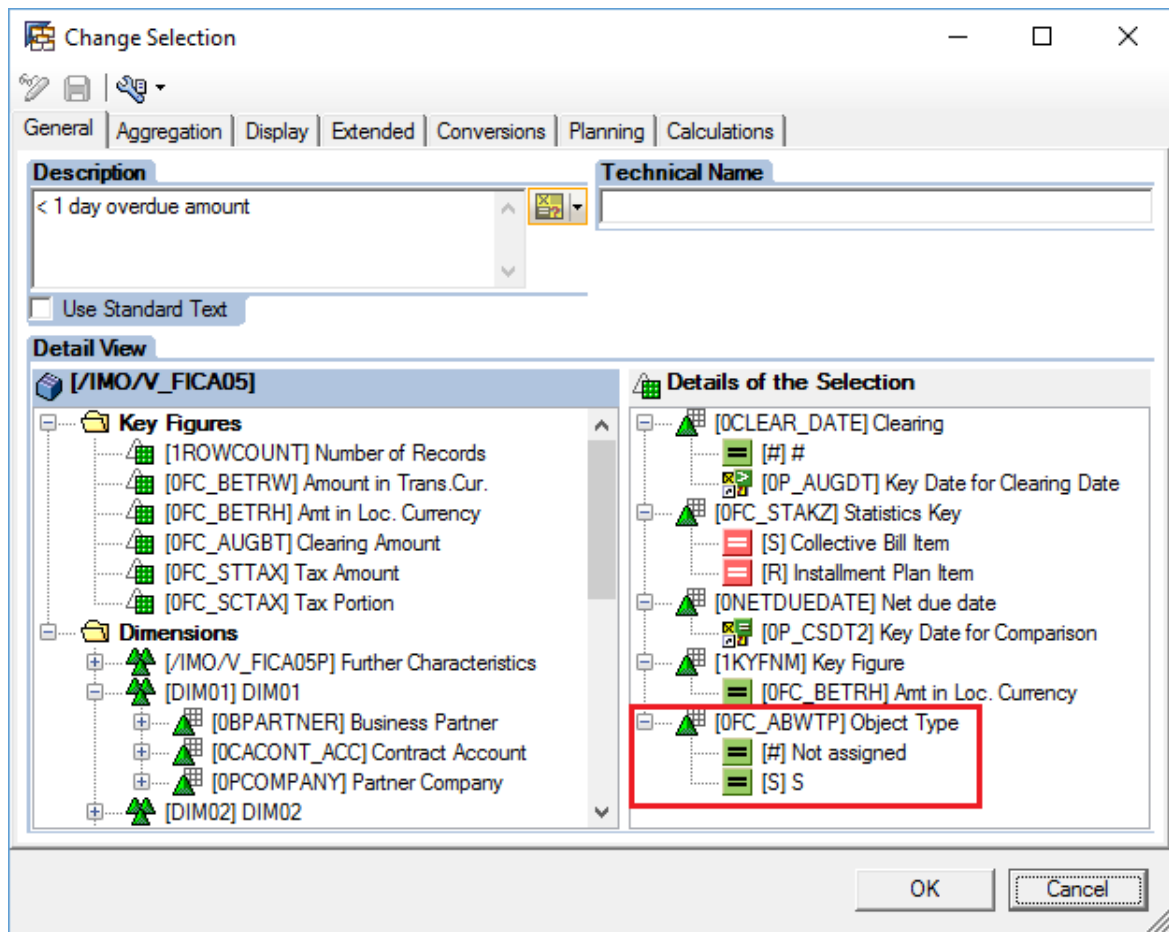 Change Selection
General Aggregation Display Extended Conversions Planning Calculations
Description
Technical Name
< 1 day overdue amount
Use Standard Text
Detail View
[/IMO/V_FICA05]
Key Figures
[1ROWCOUNT] Number of Records
[0FC_BETRW] Amount in Trans.Cur.
[0FC_BETRH] Amt in Loc. Currency
[0FC_AUGBT] Clearing Amount
[0FC_STTAX] Tax Amount
[0FC_SCTAX] Tax Portion
Dimensions
[/IMO/V_FICA05P] Further Characteristics
[DIM01] DIM01
[0BPARTNER] Business Partner
[0CACONT_ACC] Contract Account
[0PCOMPANY] Partner Company
[DIM02] DIM02
Details of the Selection
[0CLEAR_DATE] Clearing
[#] #
[0P_AUGDT] Key Date for Clearing Date
[0FC_STAKZ] Statistics Key
[S] Collective Bill Item
[R] Installment Plan Item
[0NETDUEDATE] Net due date
[0P_CSDT2] Key Date for Comparison
[1KYFNM] Key Figure
[0FC_BETRH] Amt in Loc. Currency
[0FC_ABWTP] Object Type
[#] Not assigned
[S] S
OK Cancel